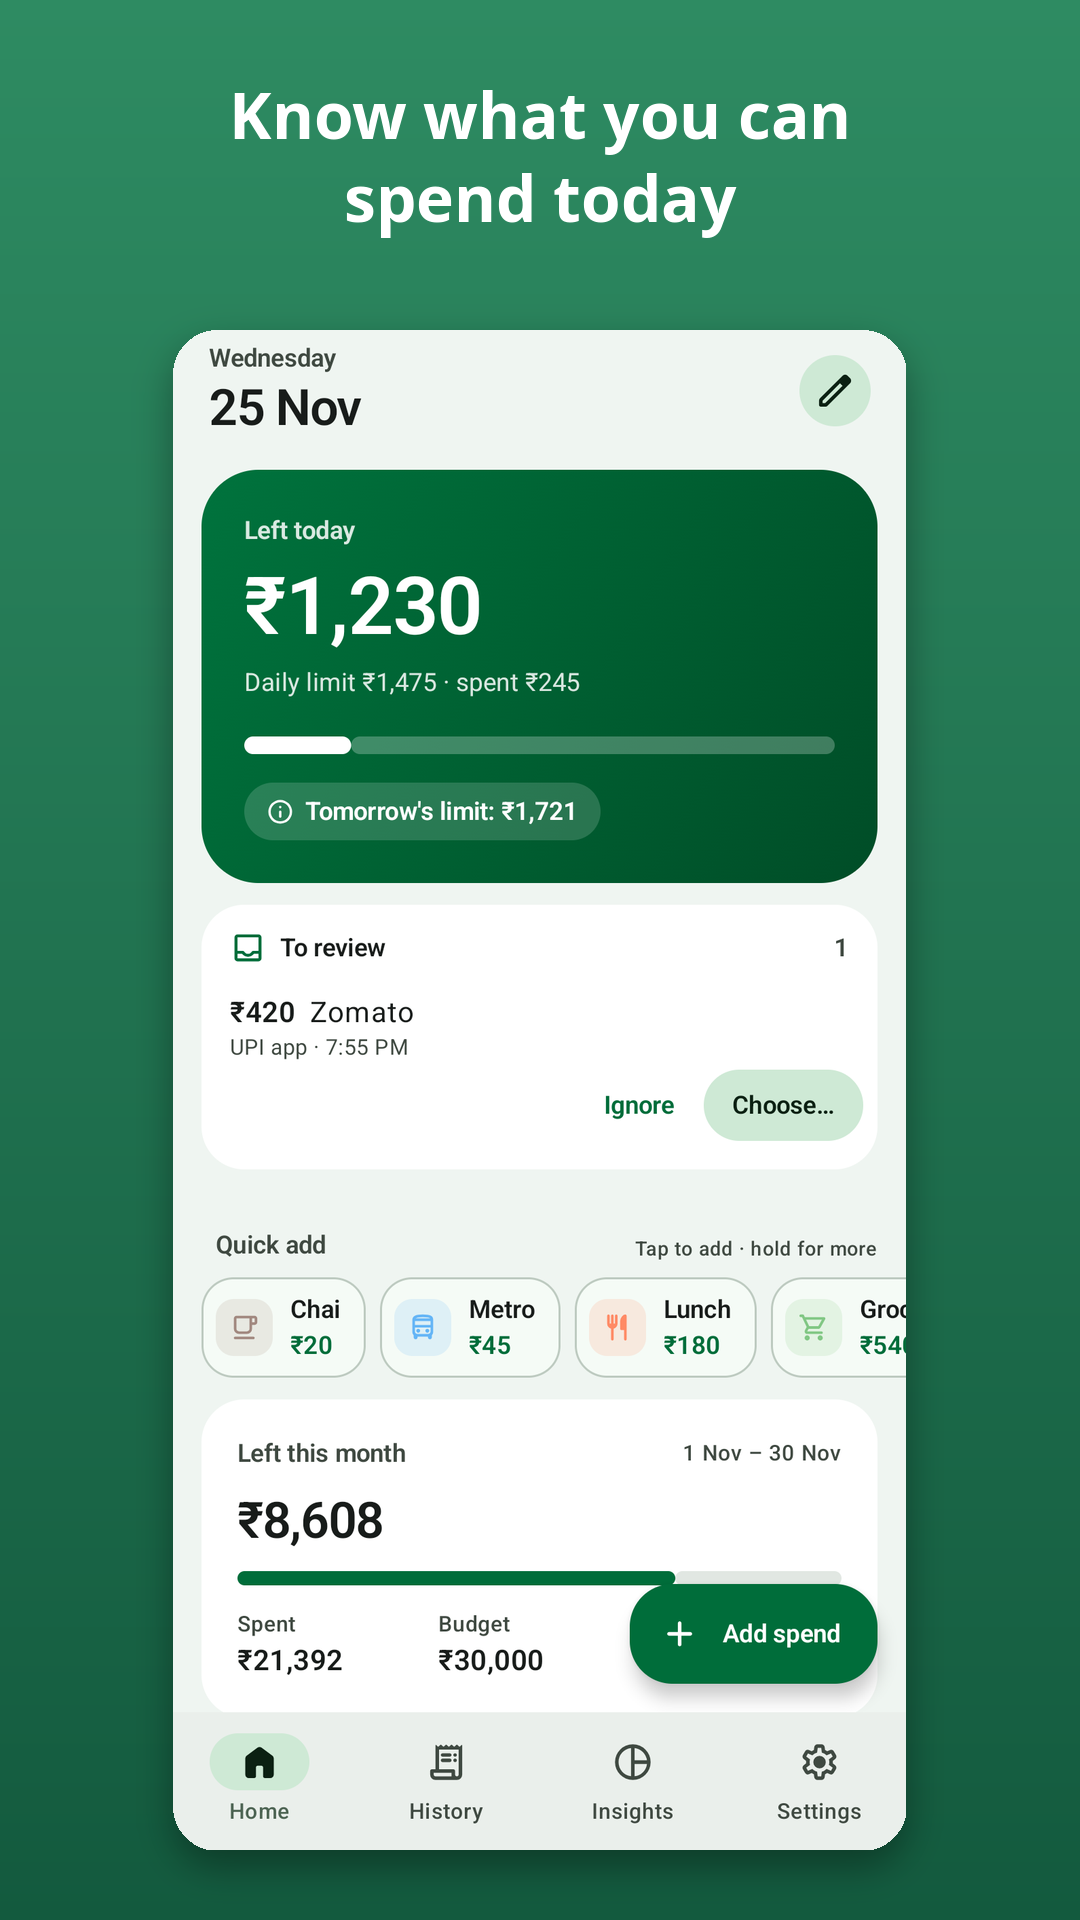 Know what you can
spend today
Wednesday
25 Nov
Left today
₹1,230
Daily limit ₹1,475 · spent ₹245
Tomorrow's limit: ₹1,721
To review 1
₹420 Zomato
UPI app · 7:55 PM
Ignore Choose...
Quick add Tap to add · hold for more
Chai Metro Lunch Groc
₹20 ₹45 ₹180 ₹540
Left this month 1 Nov – 30 Nov
₹8,608
Spent Budget
₹21,392 ₹30,000
Add spend
Home History Insights Settings